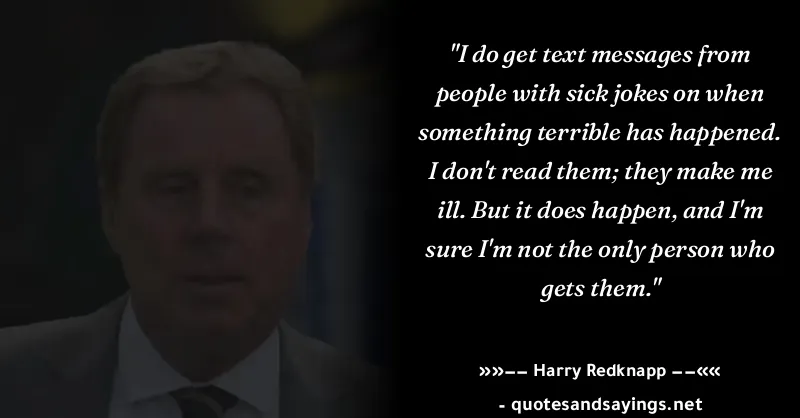 "I do get text messages from
people with sick jokes on when
something terrible has happened.
I don't read them; they make me
ill. But it does happen, and I'm
sure I'm not the only person who
gets them."
»»−− Harry Redknapp −−««
- quotesandsayings.net